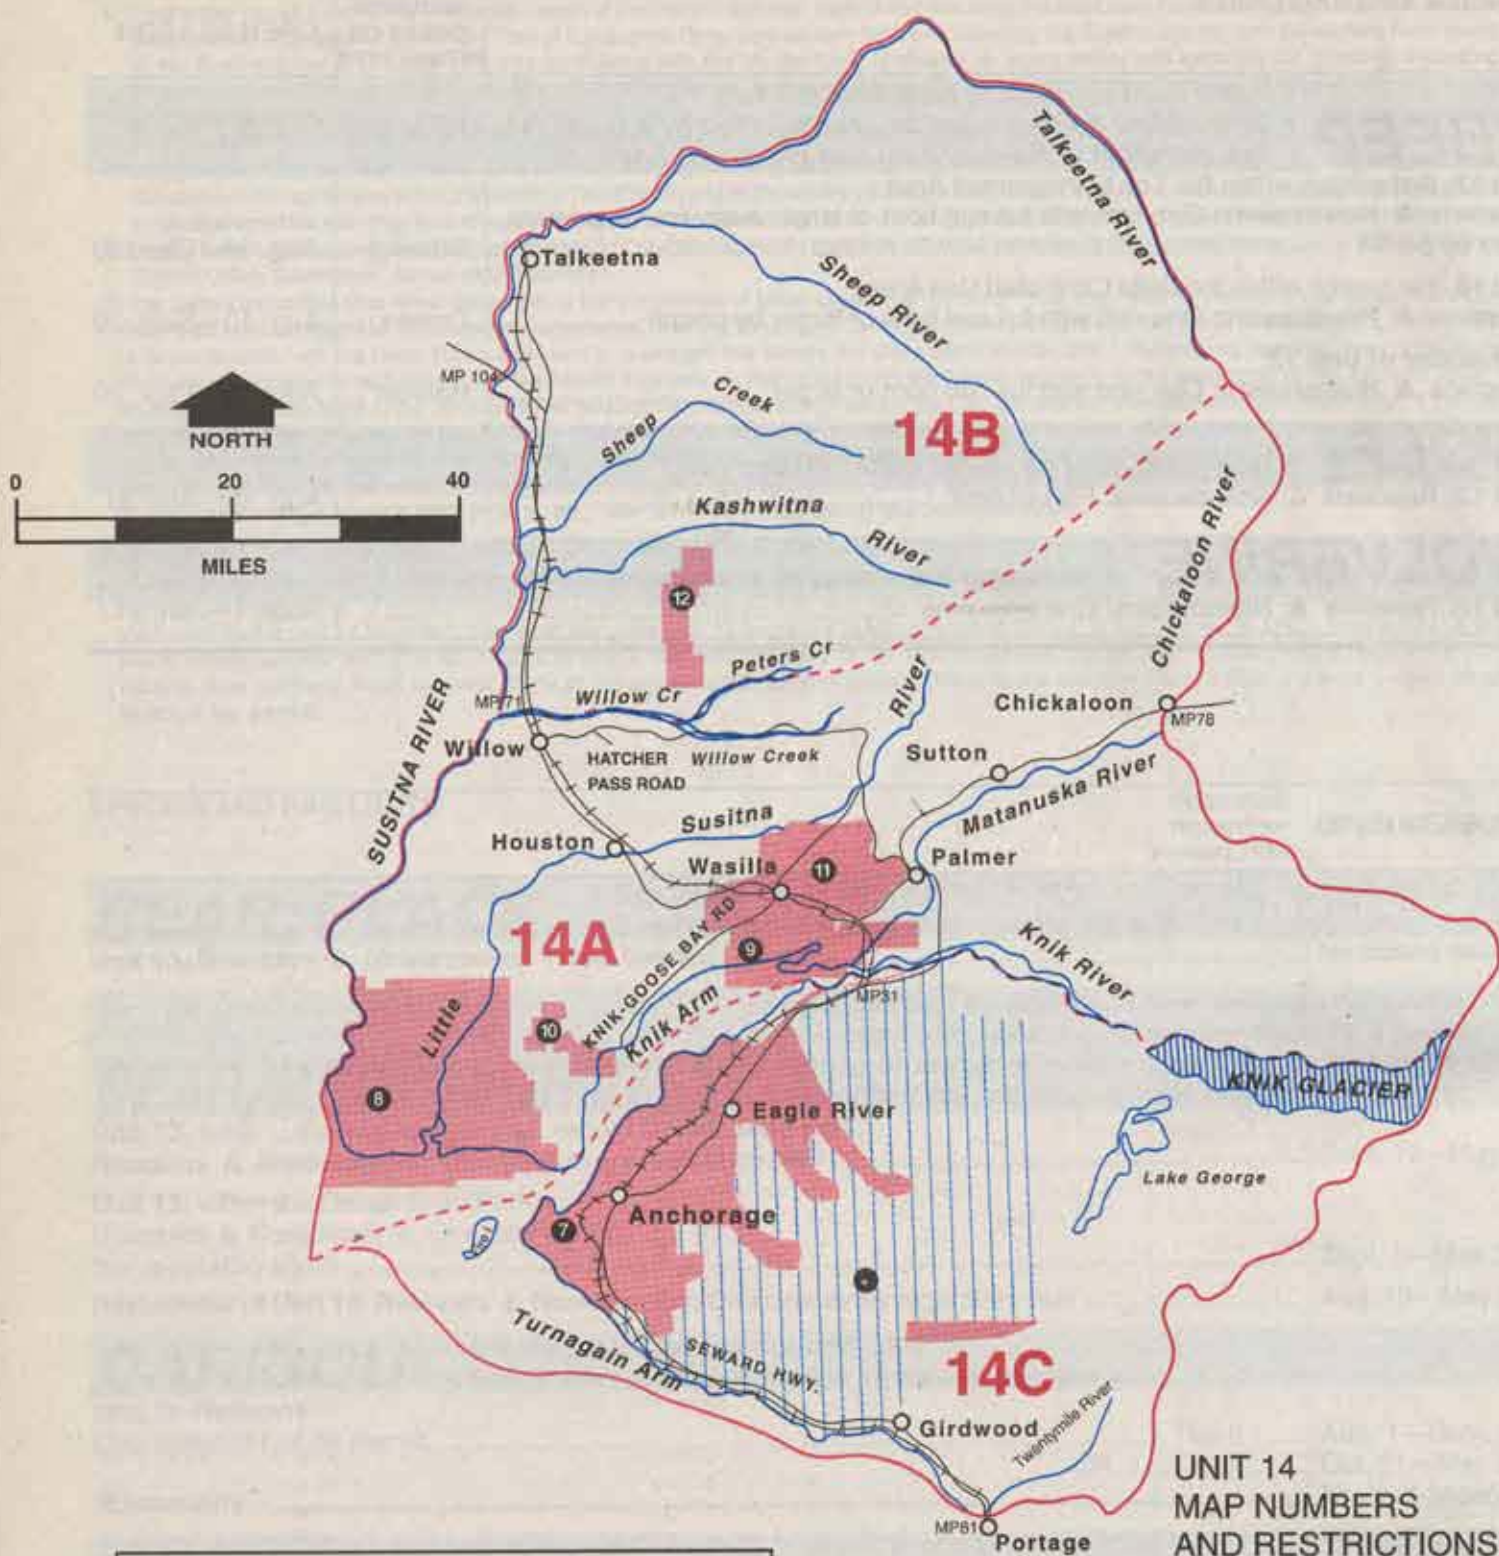 Talkeetna River
Talkeetna
Sheep River
MP 104
Sheep Creek
14B
NORTH
0 20 40
MILES
Kashwitna River
Chickaloon River
12
Peters Cr
Willow Cr
MP 71
SUSITNA RIVER
Willow
HATCHER
PASS ROAD
Willow Creek
Chickaloon
MP78
Sutton
Matanuska River
Houston
Little Susitna River
Wasilla
11
Palmer
14A
KNIK-GOOSE BAY RD
9
Knik River
Knik Arm
MP31
10
8
KNIK GLACIER
Eagle River
Lake George
Anchorage
7
Turnagain Arm
SEWARD HWY.
14C
Girdwood
Twentymile River
MP81
Portage
UNIT 14
MAP NUMBERS
AND RESTRICTIONS